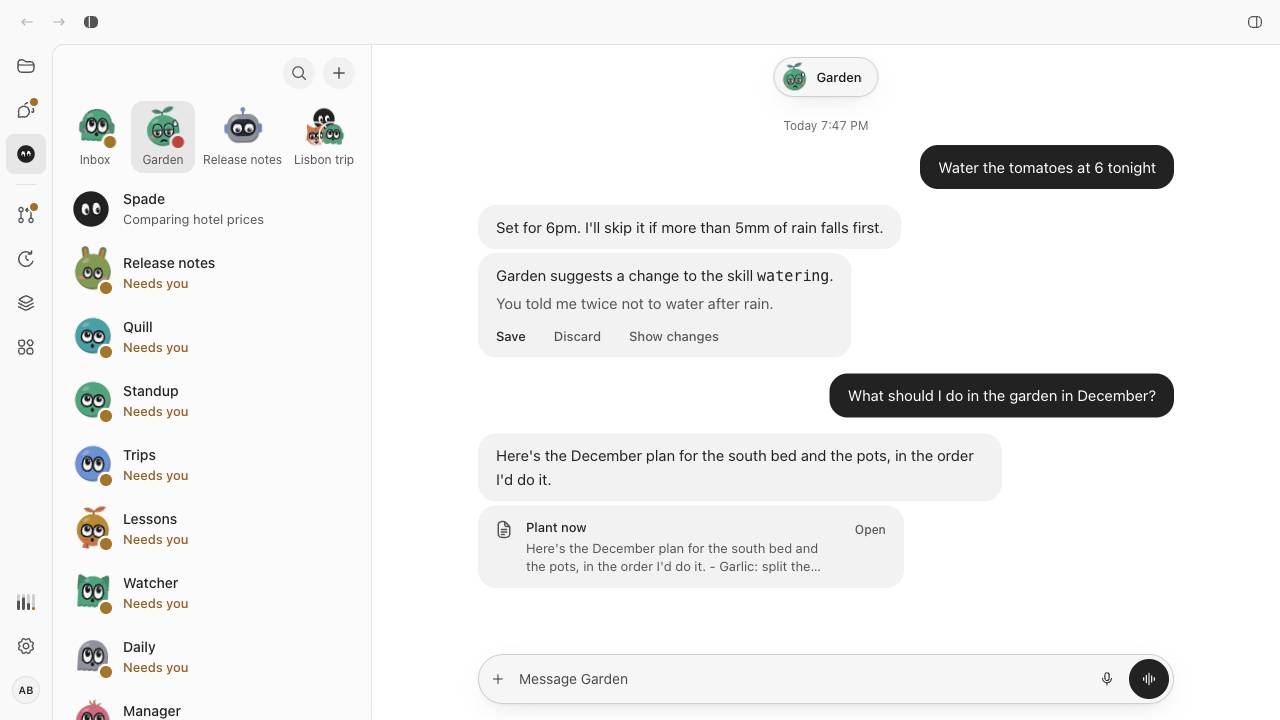 Inbox
Garden
Release notes
Lisbon trip
Spade
Comparing hotel prices
Release notes
Needs you
Quill
Needs you
Standup
Needs you
Trips
Needs you
Lessons
Needs you
Watcher
Needs you
Daily
Needs you
Manager
AB
Garden
Today 7:47 PM
Water the tomatoes at 6 tonight
Set for 6pm. I'll skip it if more than 5mm of rain falls first.
Garden suggests a change to the skill watering.
You told me twice not to water after rain.
Save Discard Show changes
What should I do in the garden in December?
Here's the December plan for the south bed and the pots, in the order
I'd do it.
Plant now
Open
Here's the December plan for the south bed and
the pots, in the order I'd do it. - Garlic: split the...
Message Garden